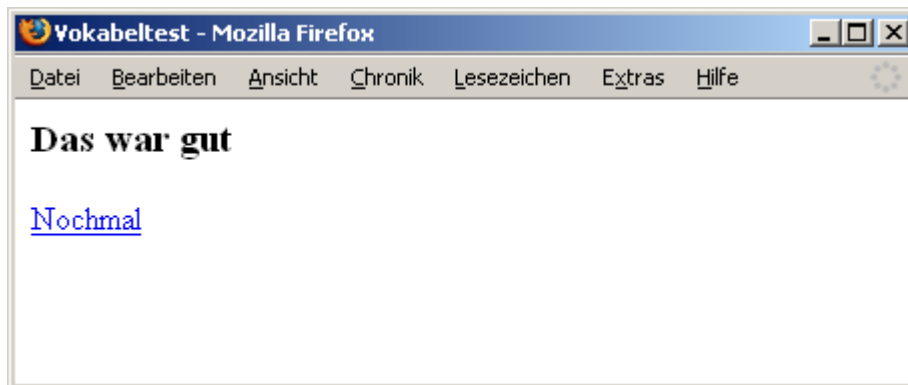 Vokabeltest - Mozilla Firefox
Datei Bearbeiten Ansicht Chronik Lesezeichen Extras Hilfe
Das war gut
Nochmal